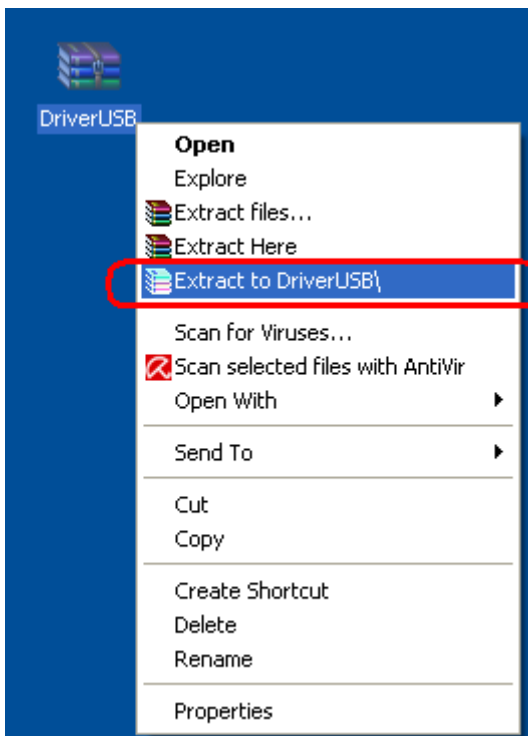 DriverUSB
Open
Explore
Extract files...
Extract Here
Extract to DriverUSB\
Scan for Viruses...
Scan selected files with AntiVir
Open With
Send To
Cut
Copy
Create Shortcut
Delete
Rename
Properties